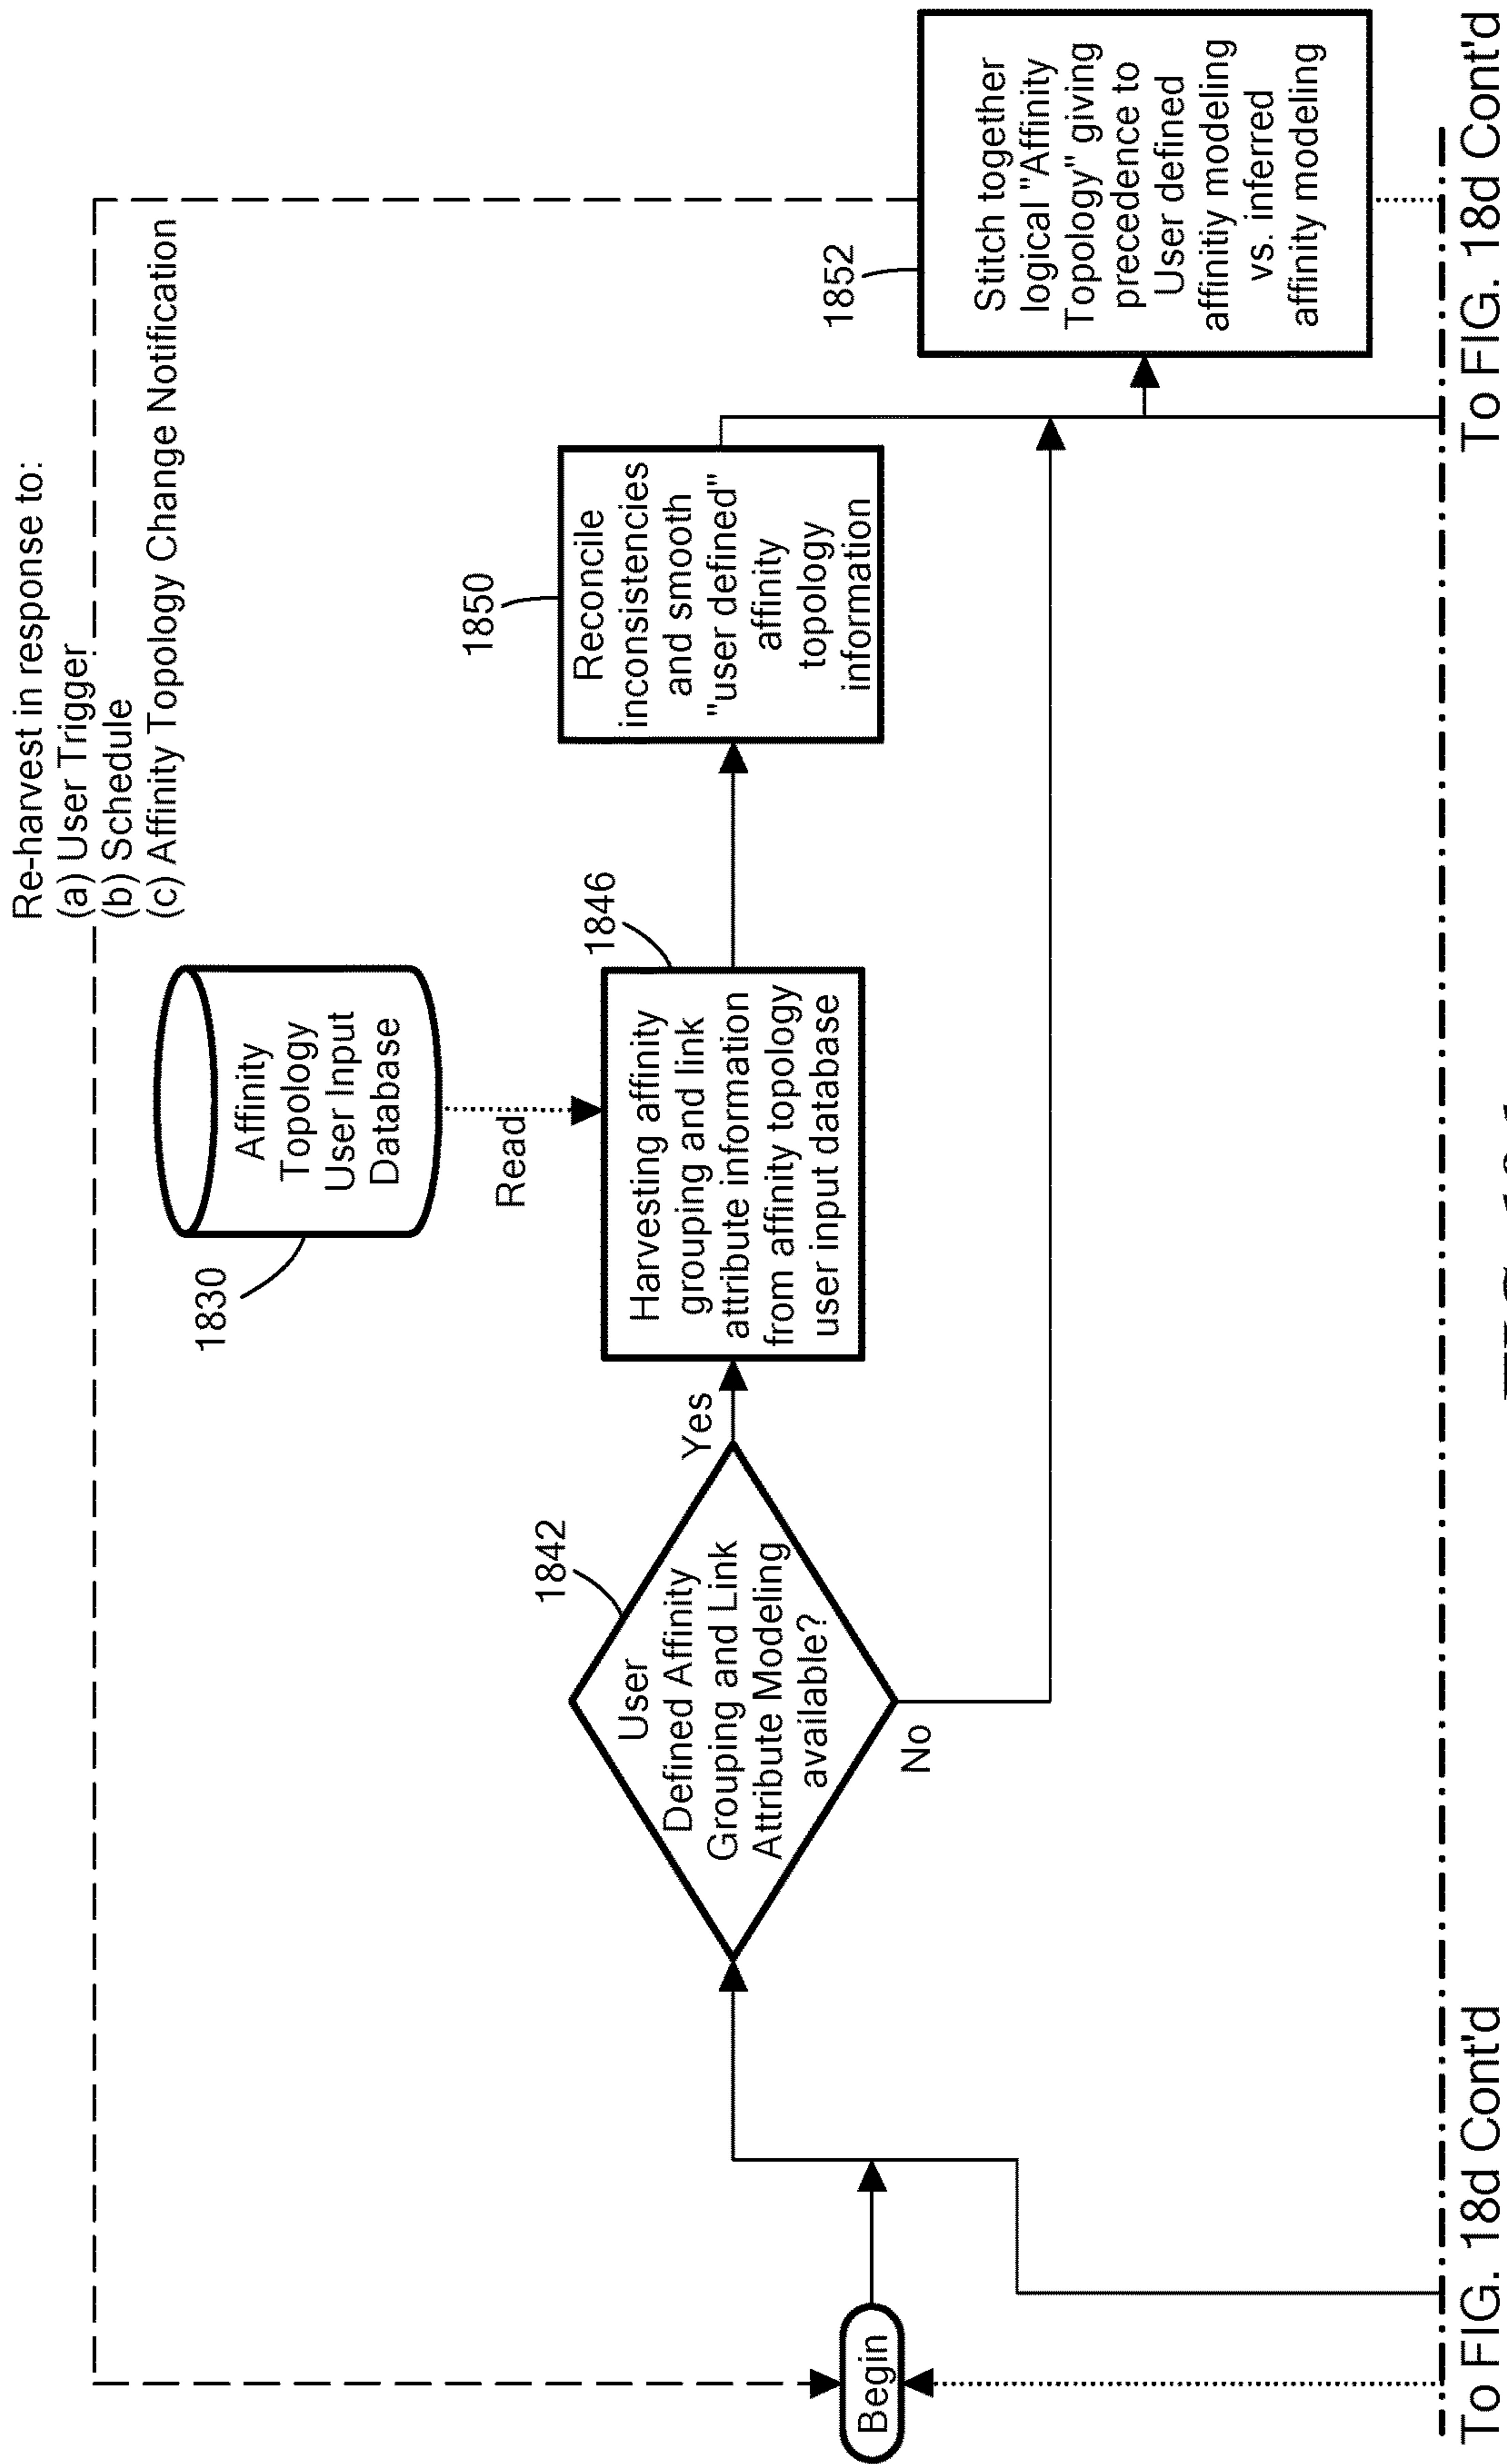 Re-harvest in response to:
(a) User Trigger
(b) Schedule
(c) Affinity Topology Change Notification
1830
Affinity
Topology
User Input
Database
Read
1842
User
Defined Affinity
Grouping and Link
Attribute Modeling
available?
Yes
No
1846
Harvesting affinity
grouping and link
attribute information
from affinity topology
user input database
1850
Reconcile
inconsistencies
and smooth
"user defined"
affinity
topology
information
1852
Stitch together
logical "Affinity
Topology" giving
precedence to
User defined
affinitiy modeling
vs. inferred
affinity modeling
Begin
To FIG. 18d Cont'd
To FIG. 18d Cont'd